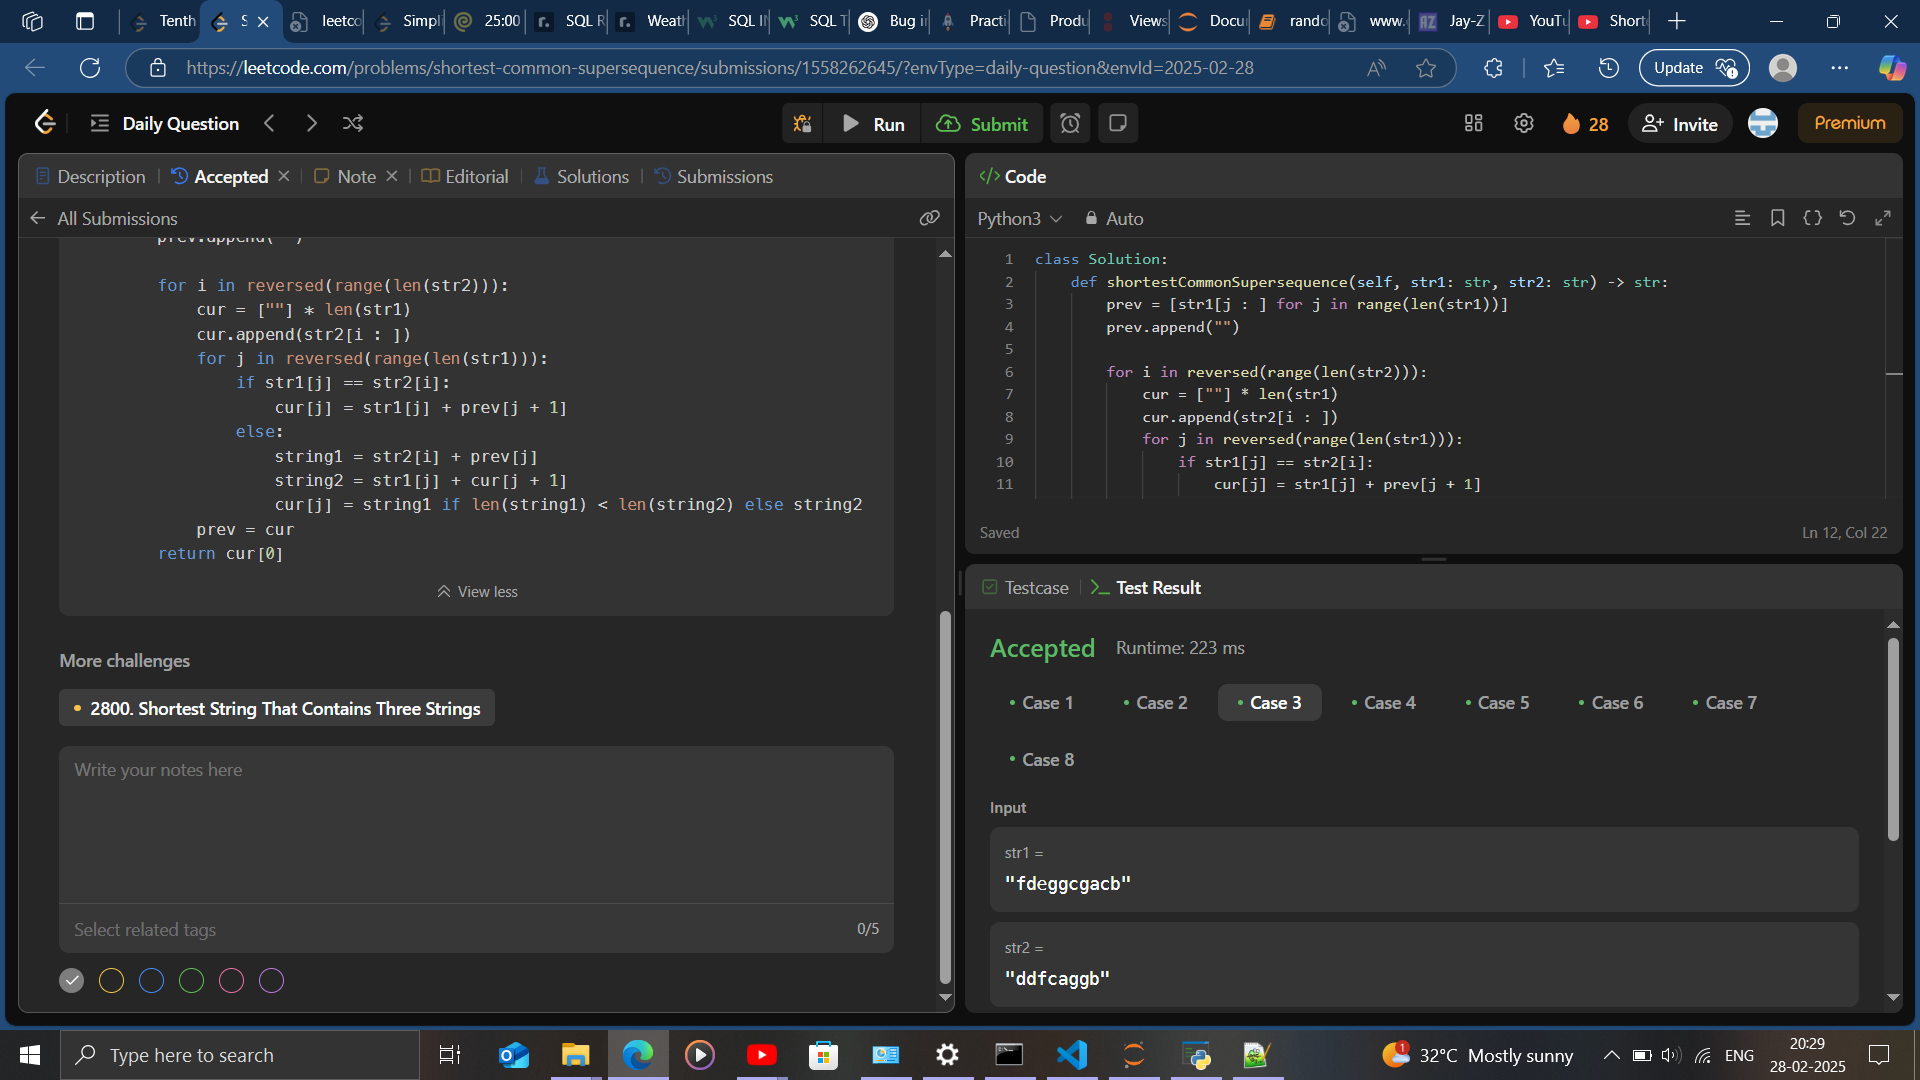 Tenth
S
leetco
Simpli
25:00
SQL R
Weath
SQL IN
SQL T
Bug in
Practi
Produ
Views
Docu
rando
www.
Jay-Z
YouTu
Short
https://leetcode.com/problems/shortest-common-supersequence/submissions/1558262645/?envType=daily-question&envId=2025-02-28
Update
Daily Question
Run
Submit
28
Invite
Premium
Description
Accepted
Note
Editorial
Solutions
Submissions
All Submissions
prev.append("")
for i in reversed(range(len(str2))):
cur = [""] * len(str1)
cur.append(str2[i : ])
for j in reversed(range(len(str1))):
if str1[j] == str2[i]:
cur[j] = str1[j] + prev[j + 1]
else:
string1 = str2[i] + prev[j]
string2 = str1[j] + cur[j + 1]
cur[j] = string1 if len(string1) < len(string2) else string2
prev = cur
return cur[0]
View less
More challenges
2800. Shortest String That Contains Three Strings
Write your notes here
Select related tags
0/5
</> Code
Python3
Auto
1 class Solution:
2 def shortestCommonSupersequence(self, str1: str, str2: str) -> str:
3 prev = [str1[j : ] for j in range(len(str1))]
4 prev.append("")
5
6 for i in reversed(range(len(str2))):
7 cur = [""] * len(str1)
8 cur.append(str2[i : ])
9 for j in reversed(range(len(str1))):
10 if str1[j] == str2[i]:
11 cur[j] = str1[j] + prev[j + 1]
Saved
Ln 12, Col 22
Testcase
Test Result
Accepted
Runtime: 223 ms
Case 1
Case 2
Case 3
Case 4
Case 5
Case 6
Case 7
Case 8
Input
str1 =
"fdeggcgacb"
str2 =
"ddfcaggb"
Type here to search
1
32°C Mostly sunny
ENG
20:29
28-02-2025